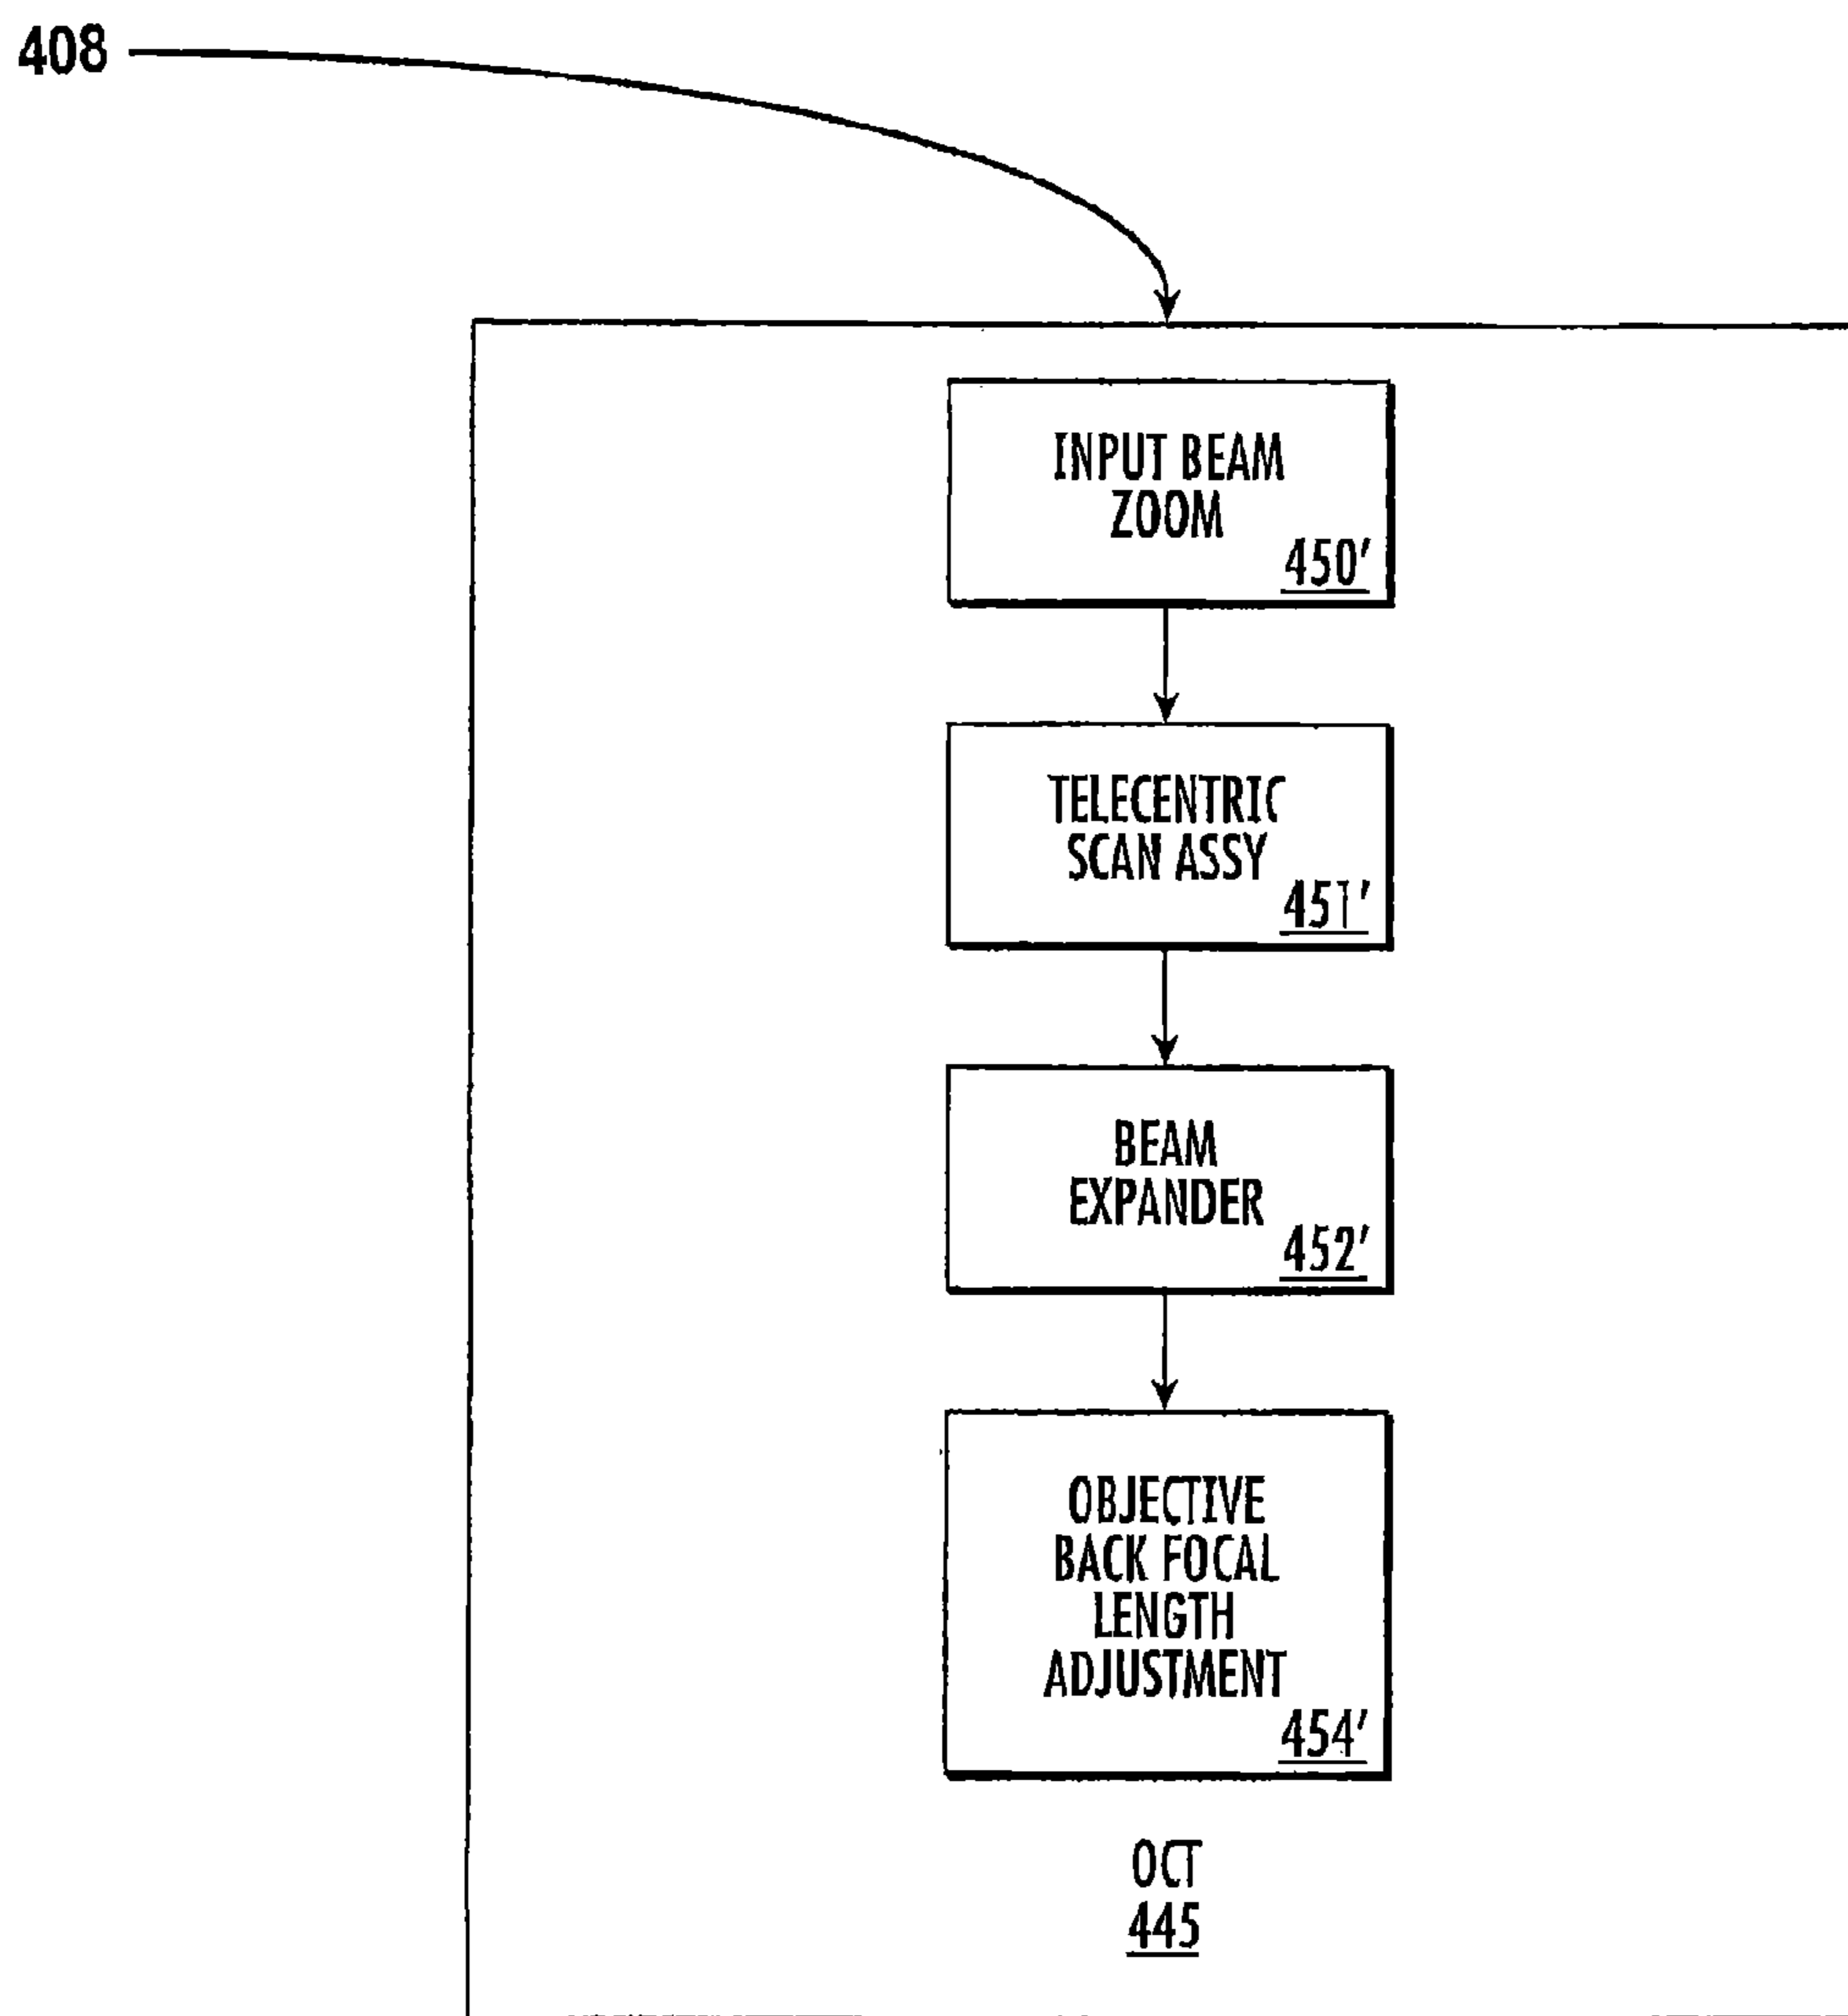 408
INPUT BEAM
ZOOM
450'
TELECENTRIC
SCAN ASSY
451'
BEAM
EXPANDER
452'
OBJECTIVE
BACK FOCAL
LENGTH
ADJUSTMENT
454'
OCT
445